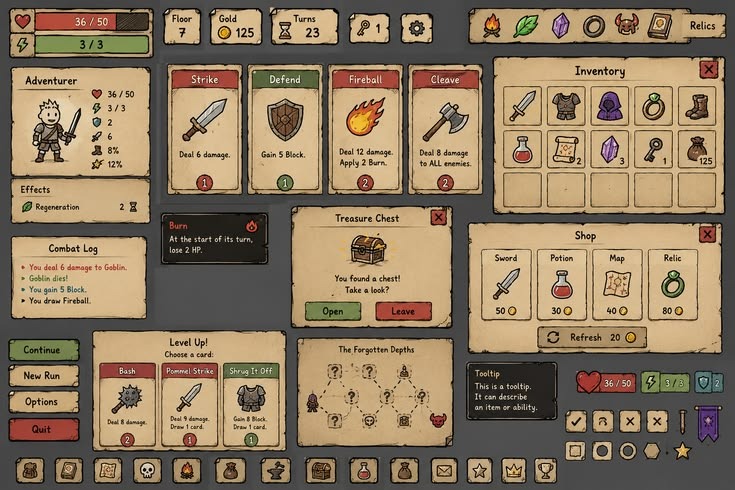 36 / 50
3 / 3
Floor
7
Gold
125
Turns
23
1
Relics
Adventurer
36 / 50
3 / 3
2
6
8%
12%
Effects
Regeneration 2
Strike
Deal 6 damage.
1
Defend
Gain 5 Block.
1
Fireball
Deal 12 damage.
Apply 2 Burn.
2
Cleave
Deal 8 damage
to ALL enemies.
2
Inventory
2
3
1
125
Combat Log
You deal 6 damage to Goblin.
Goblin dies!
You gain 5 Block.
You draw Fireball.
Burn
At the start of its turn,
lose 2 HP.
Treasure Chest
You found a chest!
Take a look?
Open
Leave
Shop
Sword
50
Potion
30
Map
40
Relic
80
Refresh 20
Continue
New Run
Options
Quit
Level Up!
Choose a card:
Bash
Deal 8 damage.
2
Pommel Strike
Deal 9 damage.
Draw 1 card.
1
Shrug It Off
Gain 8 Block.
Draw 1 card.
1
The Forgotten Depths
?
?
?
?
?
?
Tooltip
This is a tooltip.
It can describe
an item or ability.
36 / 50
3 / 3
2